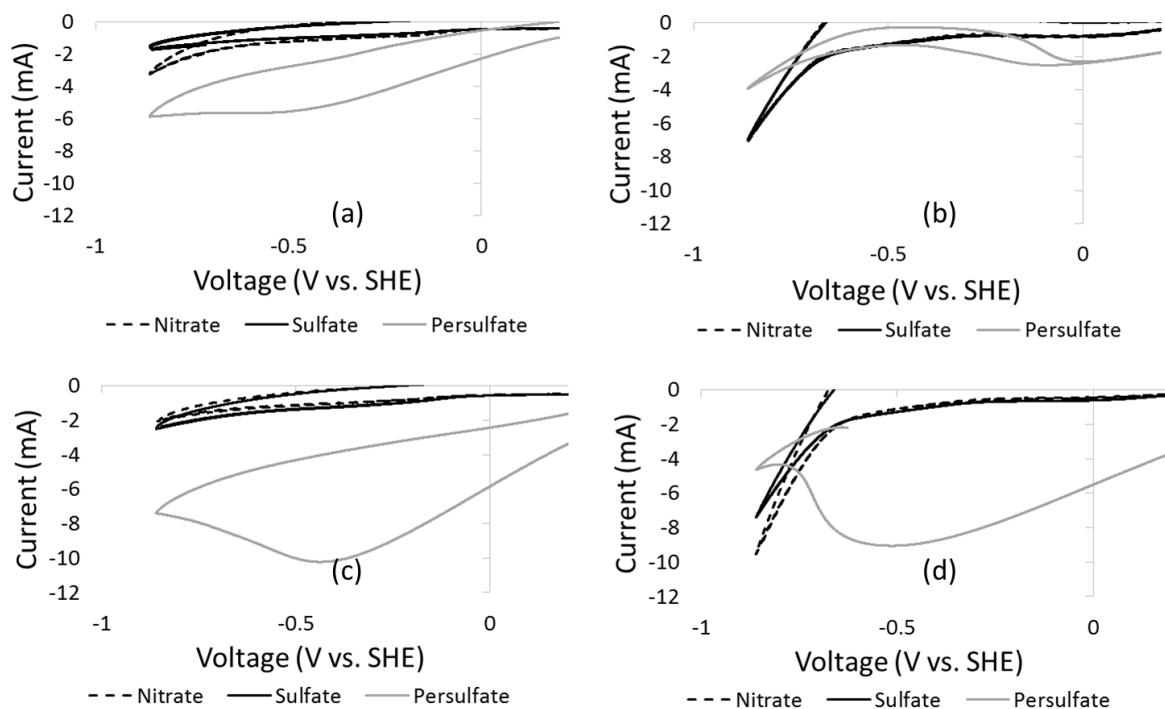 0
-2
-4
-6
-8
-10
-12
Current (mA)
(a)
-1
-0.5
0
Voltage (V vs. SHE)
Nitrate
Sulfate
Persulfate
0
-2
-4
-6
-8
-10
-12
Current (mA)
(b)
-1
-0.5
0
Voltage (V vs. SHE)
Nitrate
Sulfate
Persulfate
0
-2
-4
-6
-8
-10
-12
Current (mA)
(c)
-1
-0.5
0
Voltage (V vs. SHE)
Nitrate
Sulfate
Persulfate
0
-2
-4
-6
-8
-10
-12
Current (mA)
(d)
-1
-0.5
0
Voltage (V vs. SHE)
Nitrate
Sulfate
Persulfate